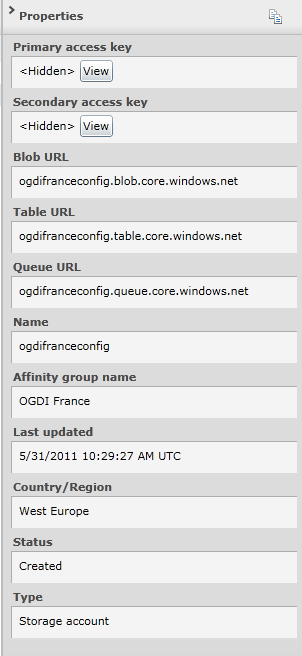 Properties
Primary access key
<Hidden> View
Secondary access key
<Hidden> View
Blob URL
ogdifranceconfig.blob.core.windows.net
Table URL
ogdifranceconfig.table.core.windows.net
Queue URL
ogdifranceconfig.queue.core.windows.net
Name
ogdifranceconfig
Affinity group name
OGDI France
Last updated
5/31/2011 10:29:27 AM UTC
Country/Region
West Europe
Status
Created
Type
Storage account